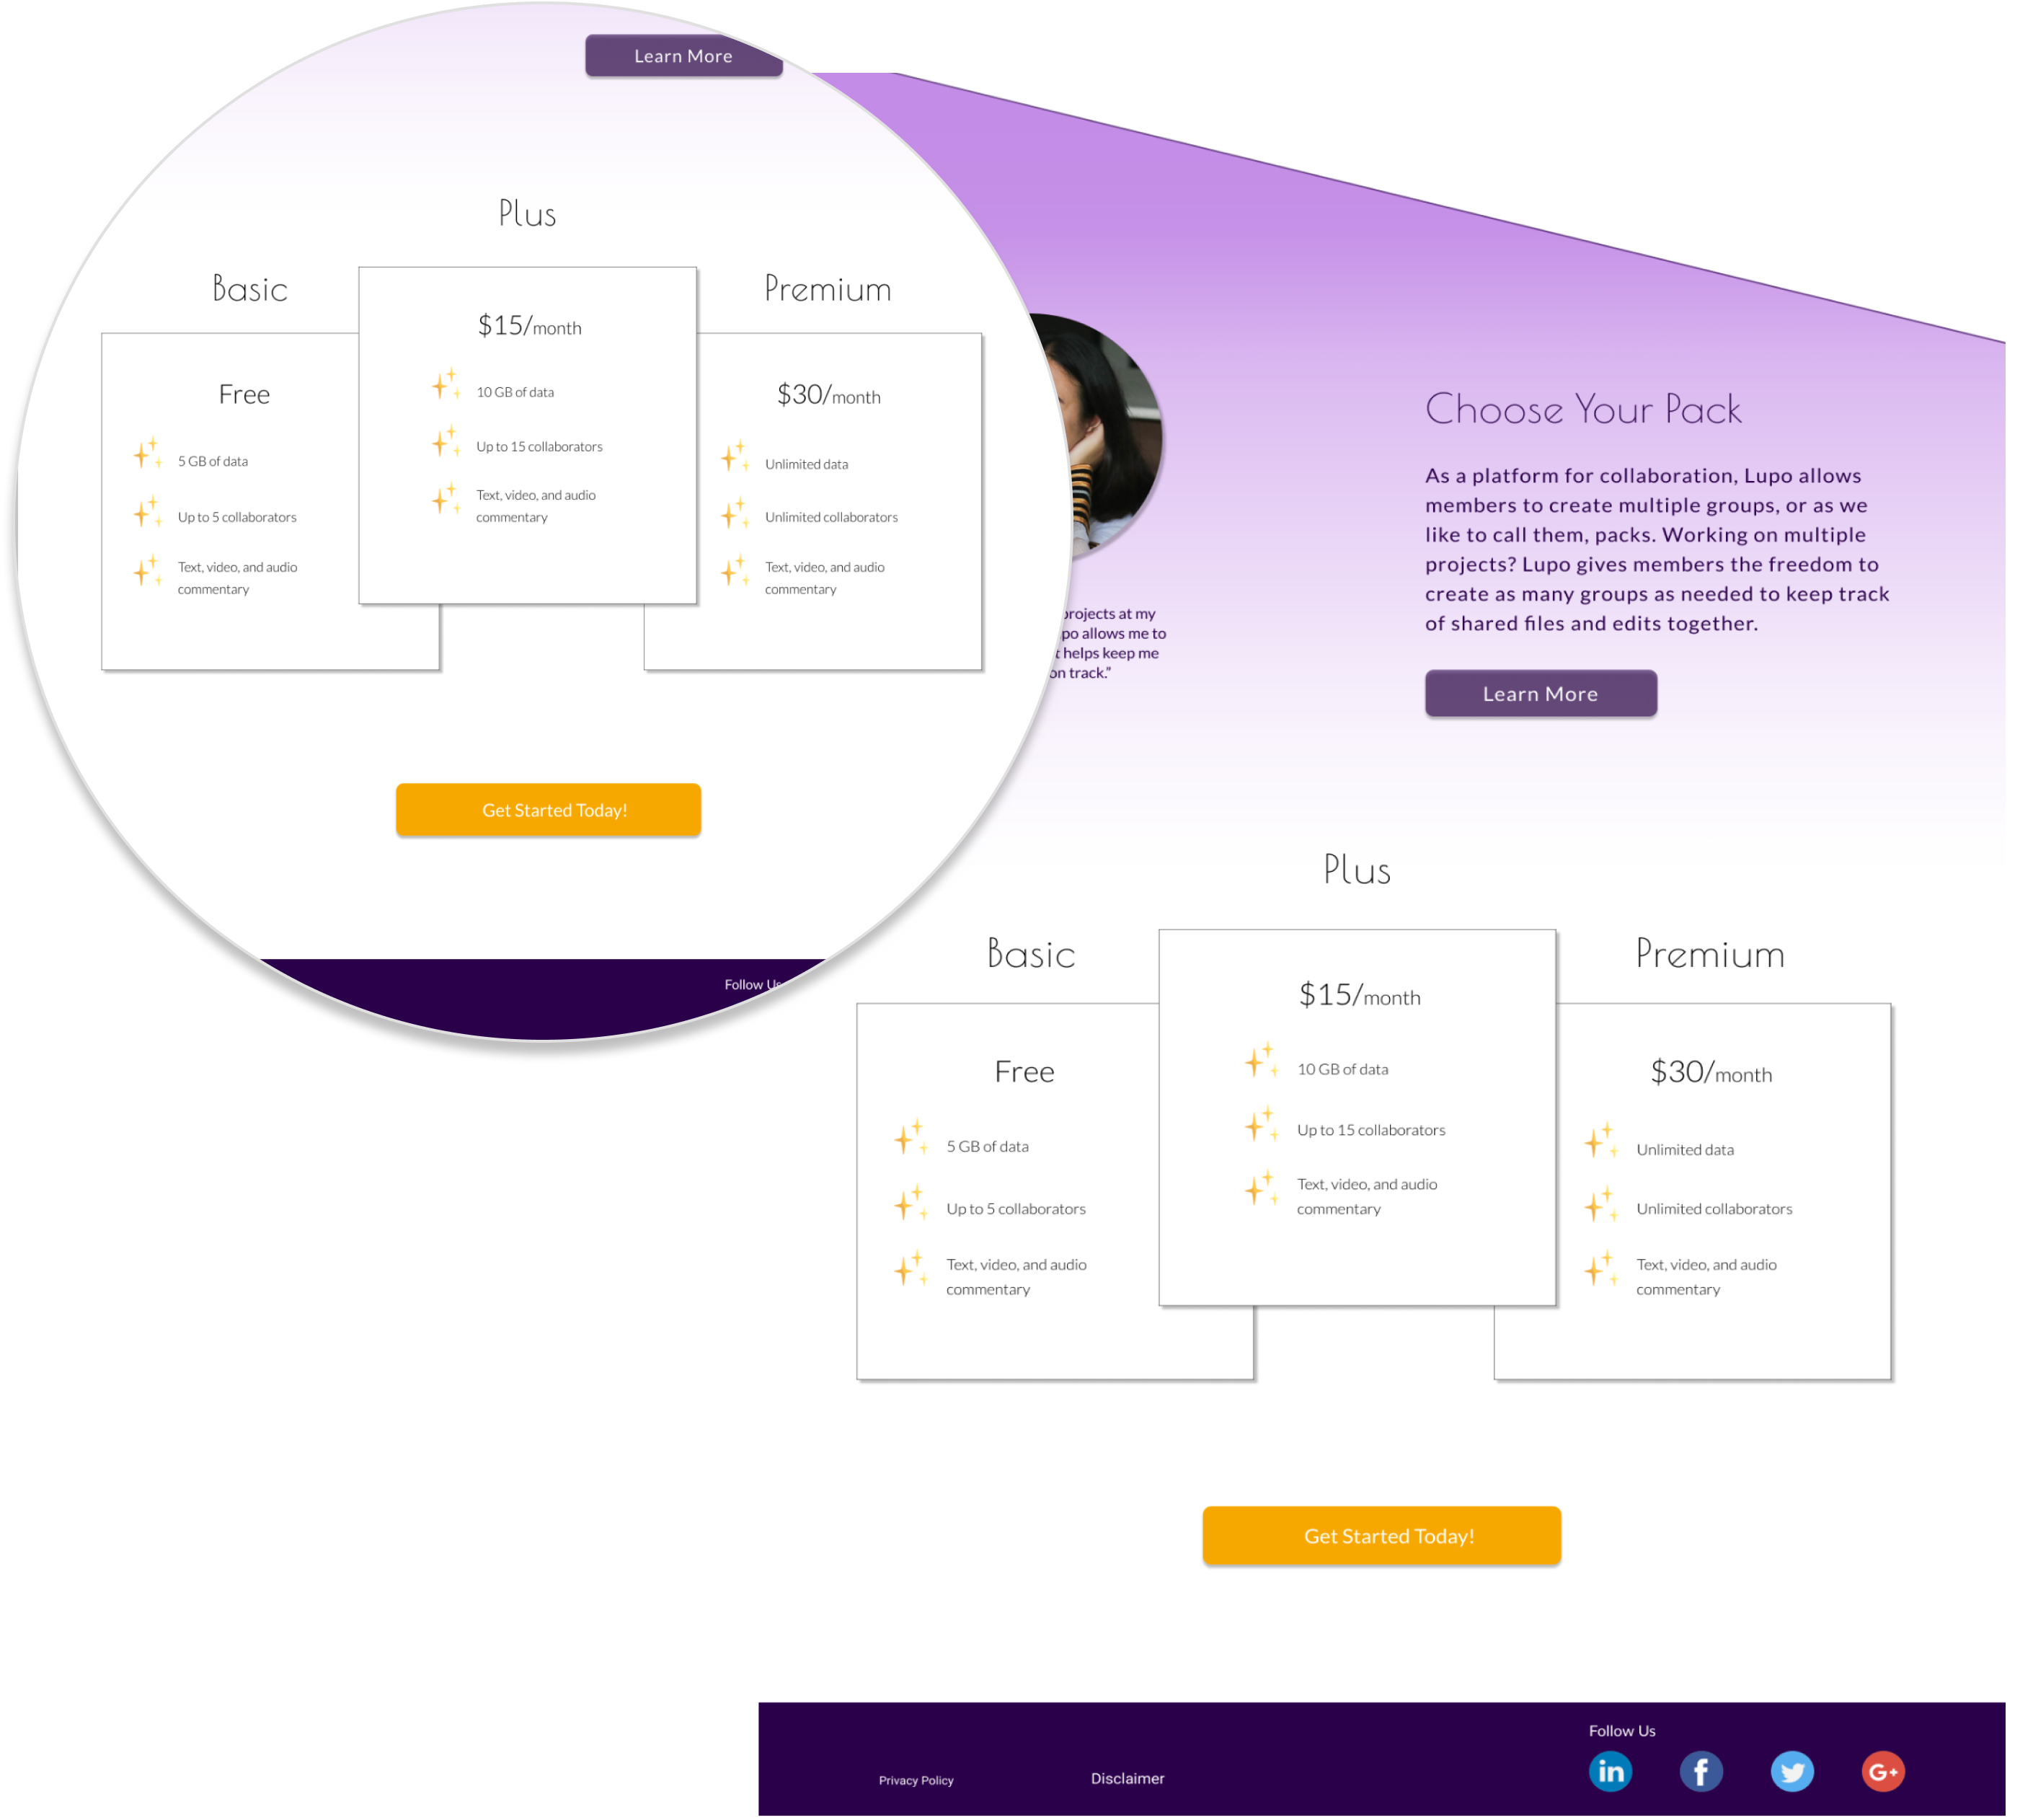 Learn More
Plus
Basic
Premium
$15/month
10 GB of data
Up to 15 collaborators
Text, video, and audio
commentary
Free
5 GB of data
Up to 5 collaborators
Text, video, and audio
commentary
$30/month
Unlimited data
Unlimited collaborators
Text, video, and audio
commentary
Get Started Today!
Follow Us
projects at my
po allows me to
t helps keep me
on track.”
Choose Your Pack
As a platform for collaboration, Lupo allows
members to create multiple groups, or as we
like to call them, packs. Working on multiple
projects? Lupo gives members the freedom to
create as many groups as needed to keep track
of shared files and edits together.
Learn More
Plus
Basic
Premium
$15/month
10 GB of data
Up to 15 collaborators
Text, video, and audio
commentary
Free
5 GB of data
Up to 5 collaborators
Text, video, and audio
commentary
$30/month
Unlimited data
Unlimited collaborators
Text, video, and audio
commentary
Get Started Today!
Privacy Policy
Disclaimer
Follow Us
in
f
G+